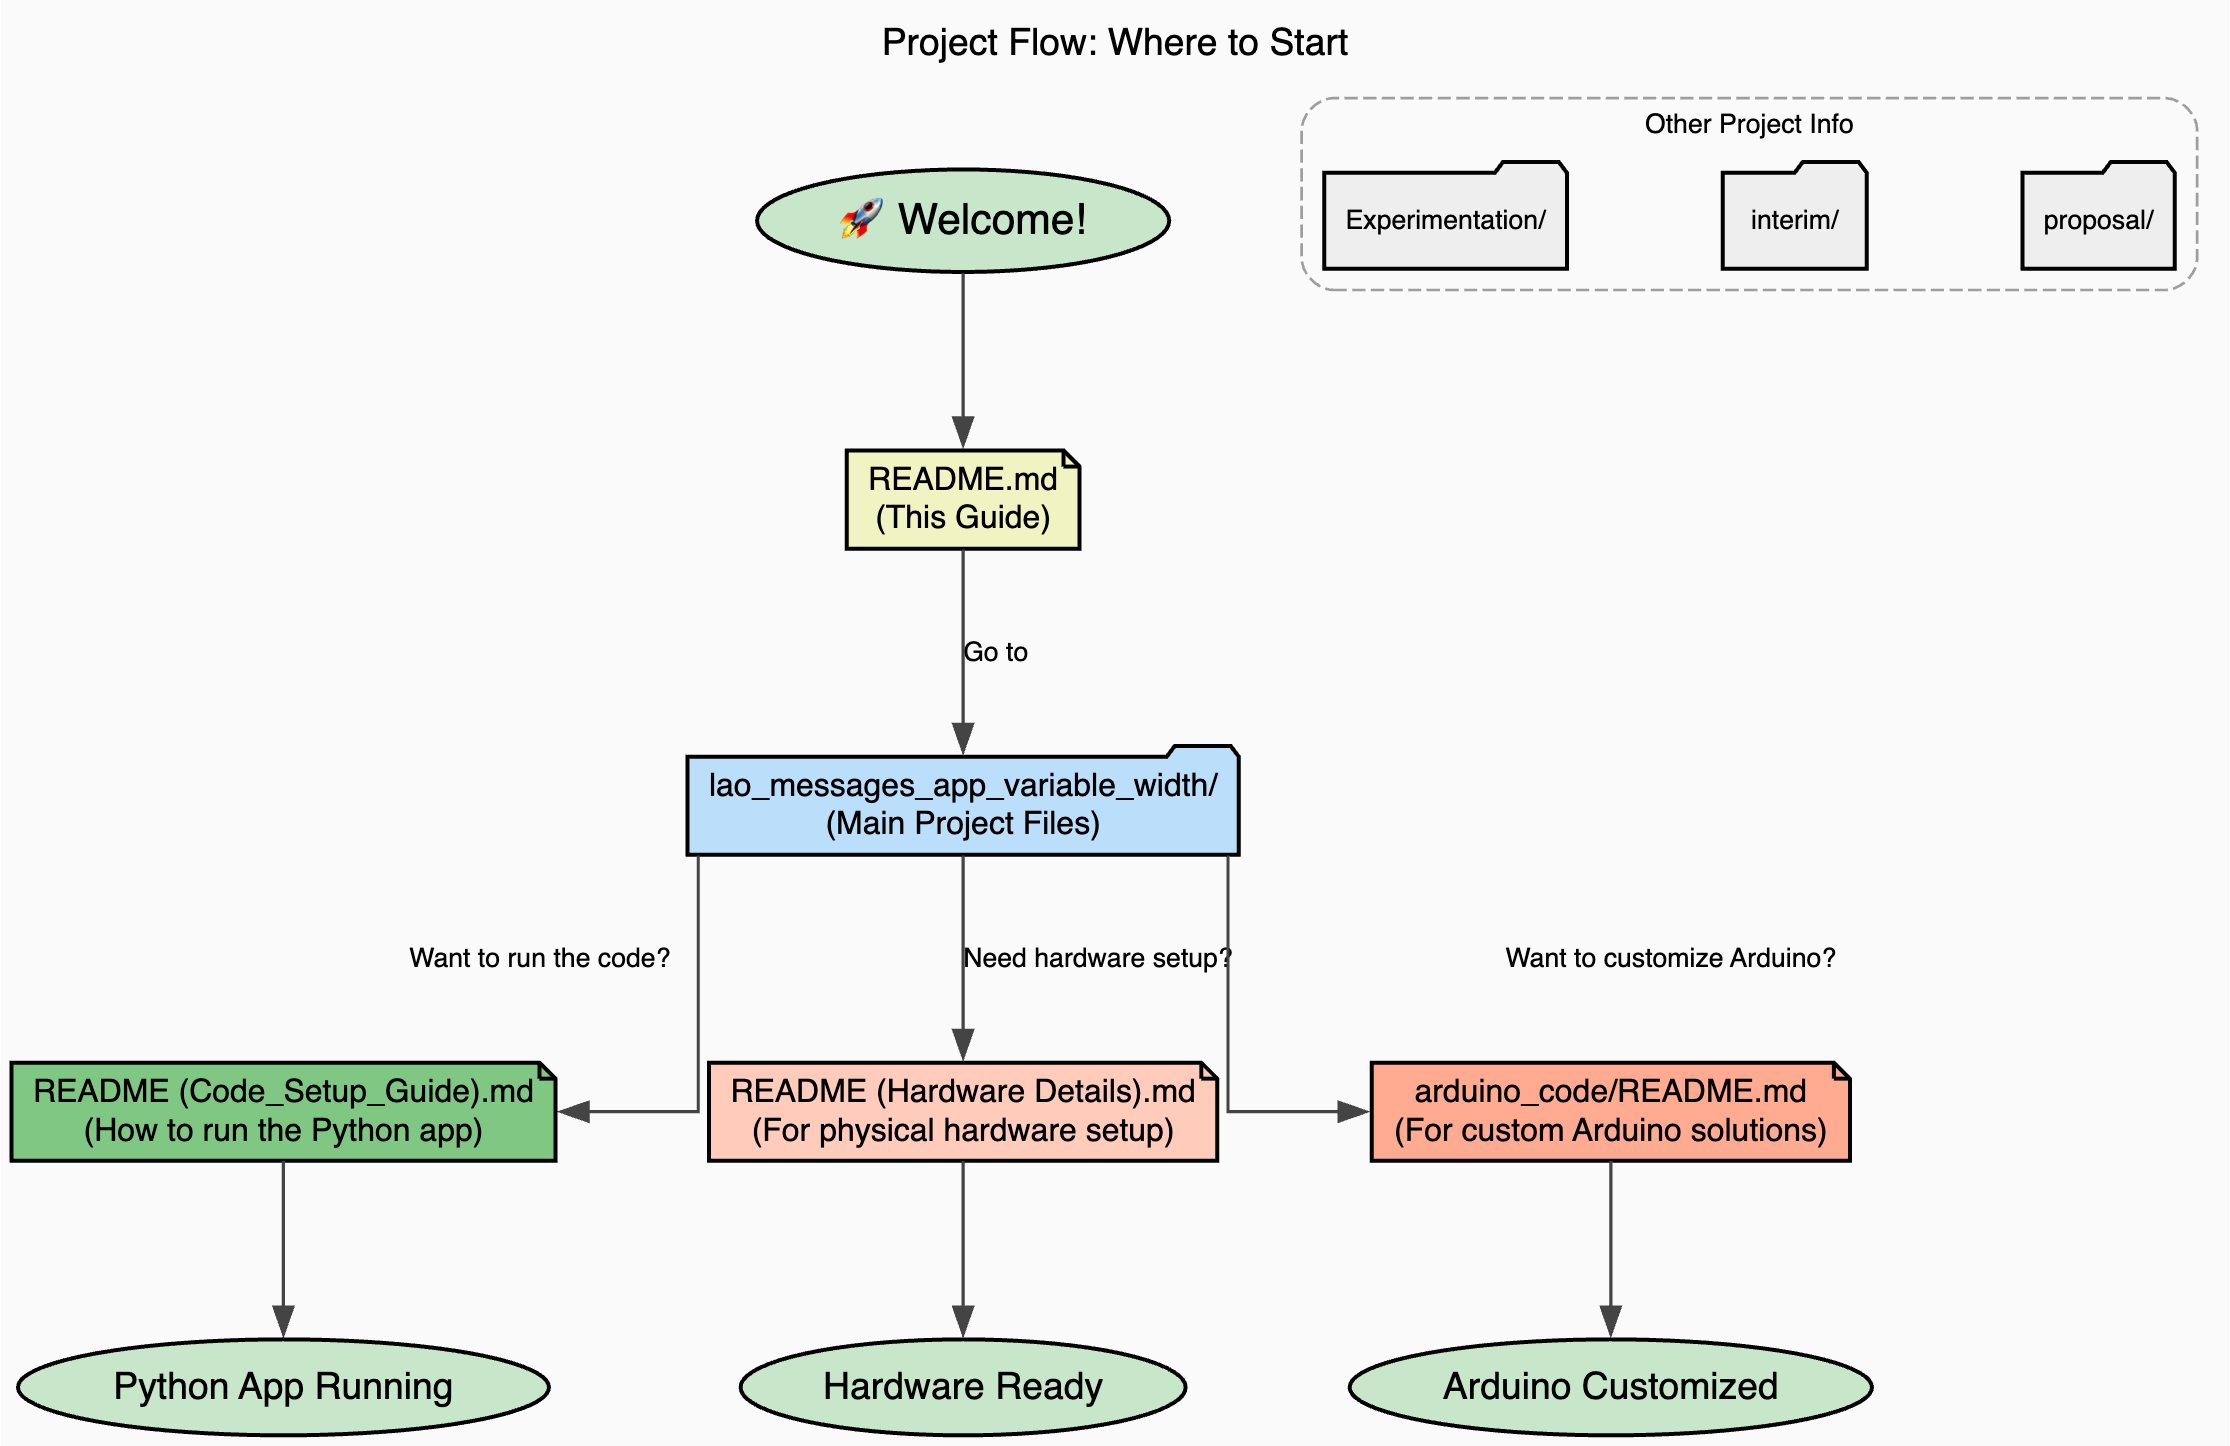 Project Flow: Where to Start
Other Project Info
Experimentation/
interim/
proposal/
🚀 Welcome!
README.md
(This Guide)
Go to
lao_messages_app_variable_width/
(Main Project Files)
Want to run the code?
Need hardware setup?
Want to customize Arduino?
README (Code_Setup_Guide).md
(How to run the Python app)
README (Hardware Details).md
(For physical hardware setup)
arduino_code/README.md
(For custom Arduino solutions)
Python App Running
Hardware Ready
Arduino Customized